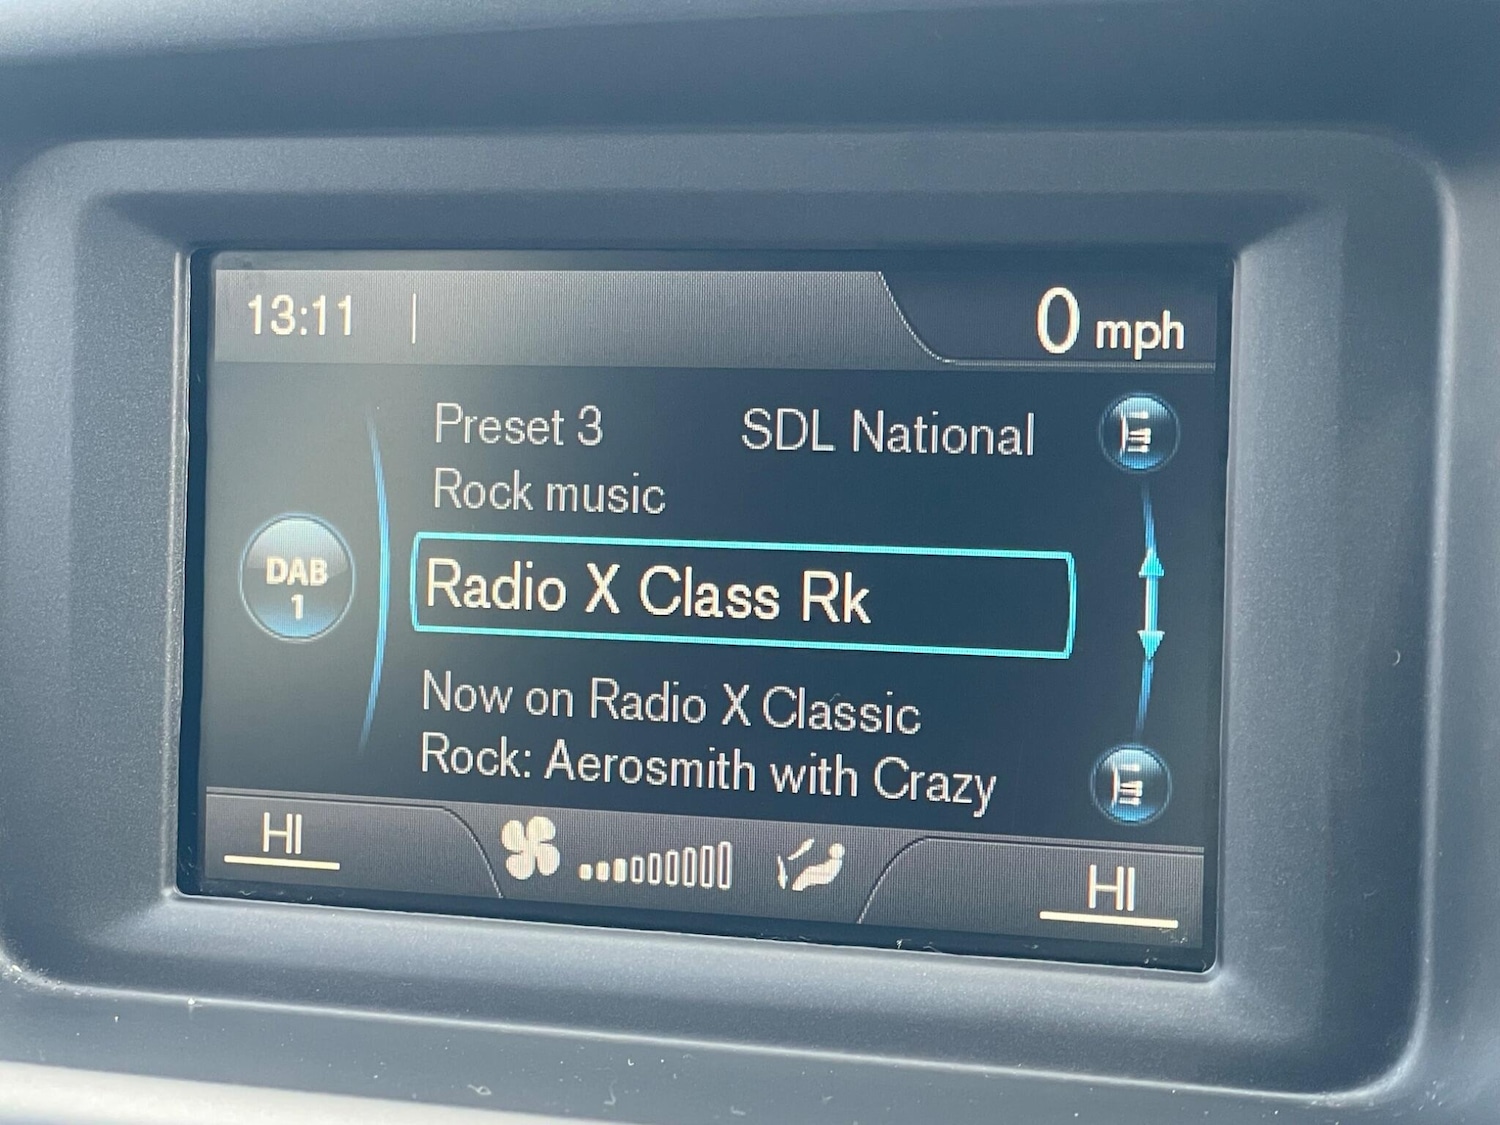 13:11
0 mph
Preset 3 SDL National
Rock music
DAB
1
Radio X Class Rk
Now on Radio X Classic
Rock: Aerosmith with Crazy
HI
HI